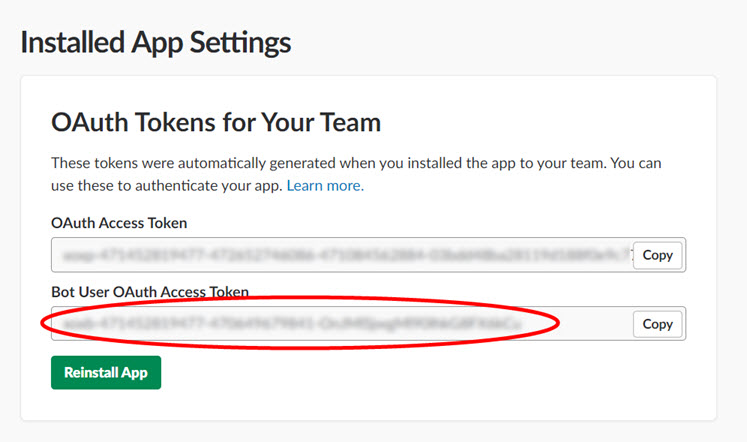 Installed App Settings
OAuth Tokens for Your Team
These tokens were automatically generated when you installed the app to your team. You can
use these to authenticate your app. Learn more.
OAuth Access Token
Copy
Bot User OAuth Access Token
Copy
Reinstall App